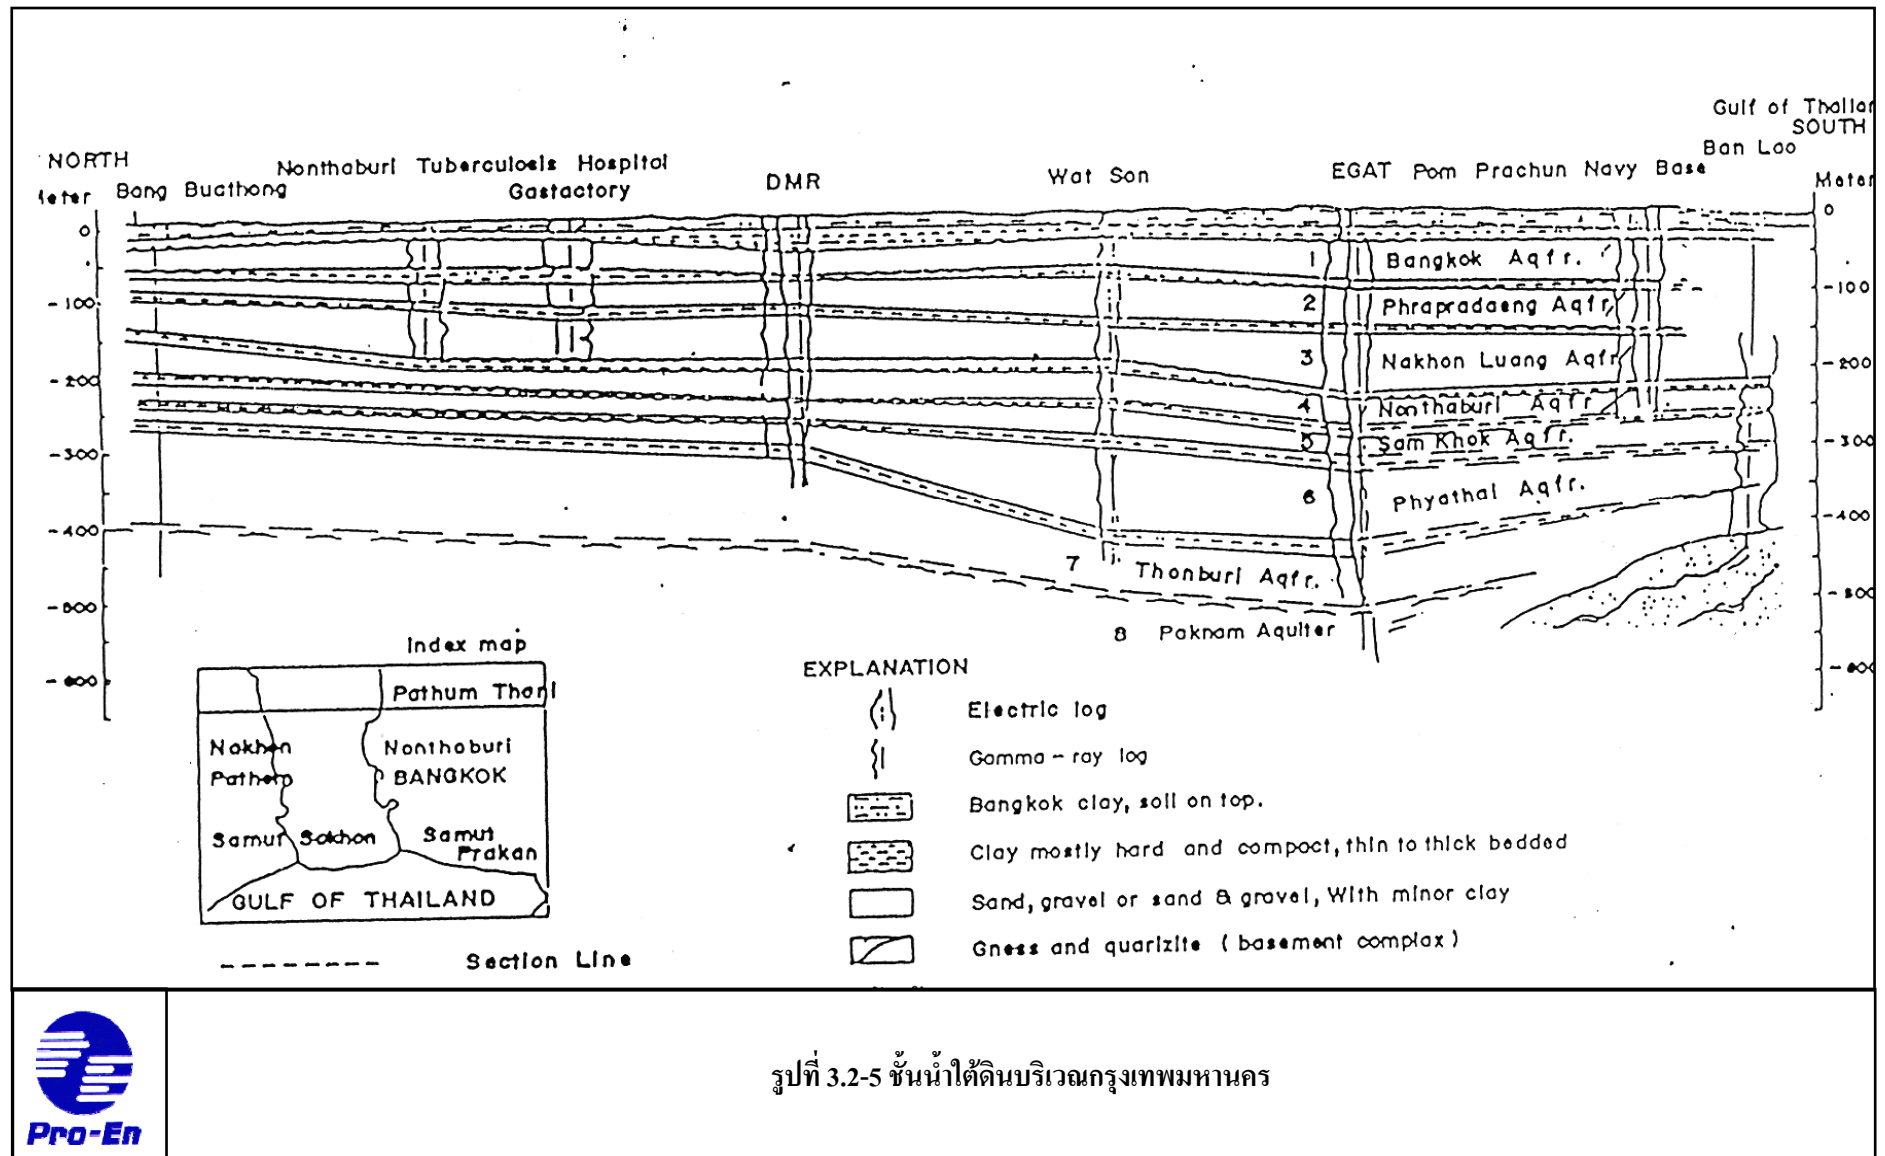 Gulf of Thailan
SOUTH
NORTH
Nonthaburi Tuberculosis Hospital
Gastactory
DMR
Wat Son
EGAT Pom Prachun Navy Base
Ban Lao
Bang Buathong
Meter
0
0
-100
-100
-200
-200
-300
-300
-400
-400
-500
-500
-600
-600
1 Bangkok Aqfr.
2 Phrapradaeng Aqfr.
3 Nakhon Luang Aqfr
4 Nonthaburi Aqfr
5 Sam Khok Aqfr.
6 Phyathai Aqfr.
7 Thonburi Aqfr.
8 Paknam Aquiter
Index map
Pathum Thani
Nakhon
Pathom
Nonthaburi
BANGKOK
Samut Sakhon
Samut
Prakan
GULF OF THAILAND
Section Line
EXPLANATION
Electric log
Gamma-ray log
Bangkok clay, soil on top.
Clay mostly hard and compact, thin to thick bedded
Sand, gravel or sand & gravel, With minor clay
Gness and quarizite (basement complax)
รูปที่ 3.2-5 ชั้นน้ำใต้ดินบริเวณกรุงเทพมหานคร
Pro-En